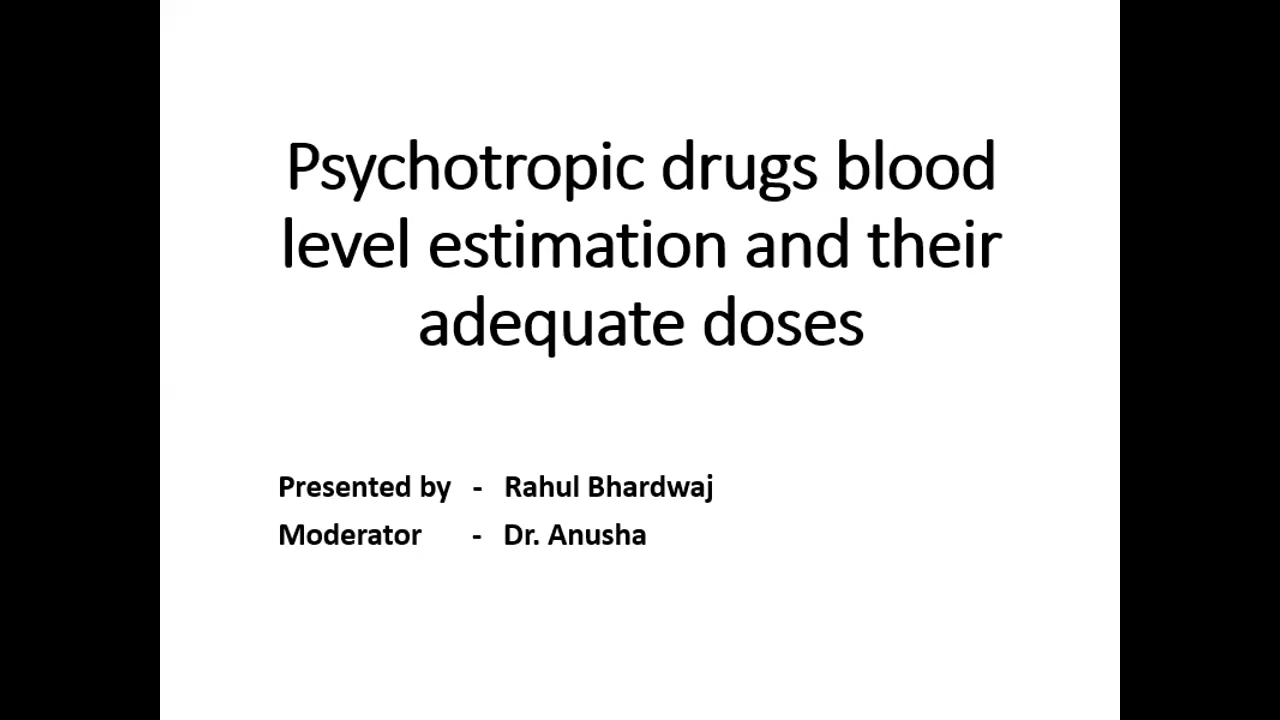 Psychotropic drugs blood
level estimation and their
adequate doses
Presented by - Rahul Bhardwaj
Moderator - Dr. Anusha